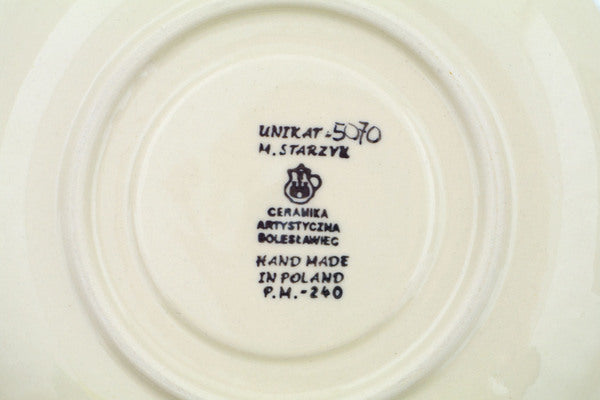 UNIKAT-5070
M. STARZYK
CERAMIKA
ARTYSTYCZNA
BOLESŁAWIEC
HAND MADE
IN POLAND
P.M.-240